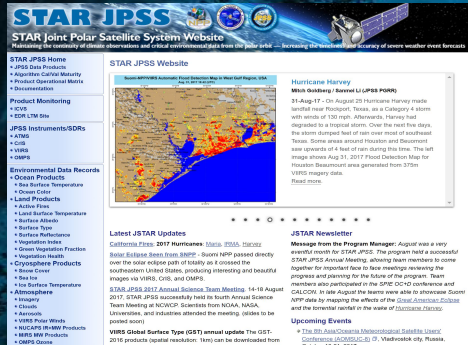 STAR JPSS
STAR Joint Polar Satellite System Website
Maintaining the continuity of climate observations and critical environmental data from the polar orbit — Increasing the timeliness and accuracy of severe weather event forecasts
STAR JPSS Home
JPSS Data Products
Algorithm Cal/Val Maturity
Product Operational Matrix
Documentation
Product Monitoring
ICVS
EDR LTM Site
JPSS Instruments/SDRs
ATMS
CrIS
VIIRS
OMPS
Environmental Data Records
Ocean Products
Sea Surface Temperature
Ocean Color
Land Products
Active Fires
Land Surface Temperature
Surface Albedo
Surface Type
Surface Reflectance
Vegetation Index
Green Vegetation Fraction
Vegetation Health
Cryosphere Products
Snow Cover
Sea Ice
Ice Surface Temperature
Atmosphere
Imagery
Clouds
Aerosols
VIIRS Polar Winds
NUCAPS IR+MW Products
MIRS MW Products
OMPS Ozone
STAR JPSS Website
Suomi-NPP/VIIRS Automatic Flood Detection Map in West Gulf Region, USA
Hurricane Harvey
Mitch Goldberg / Sanmei Li (JPSS PGRR)
31-Aug-17 - On August 25 Hurricane Harvey made
landfall near Rockport, Texas, as a Category 4 storm
with winds of 130 mph. Afterwards, Harvey had
degraded to a tropical storm. Over the next five days,
the storm dumped feet of rain over most of southeast
Texas. Some areas around Houston and Beaumont
saw upwards of 4 feet of rain during this time. The left
image shows Aug 31, 2017 Flood Detection Map for
Houston Beaumont area generated from 375m
VIIRS imagery data.
Read more.
Latest JSTAR Updates
California Fires; 2017 Hurricanes: Maria, IRMA, Harvey
Solar Eclipse Seen from SNPP - Suomi NPP passed directly
over the solar eclipse path of totality as it crossed the
southeastern United States, producing interesting and beautiful
images via VIIRS, CrIS, and OMPS.
STAR JPSS 2017 Annual Science Team Meeting. 14-18 August
2017, STAR JPSS successfully held its fourth Annual Science
Team Meeting at NCWCP. Scientists from NOAA, NASA,
Universities, and industries attended the meeting. (slides to be
posted soon)
VIIRS Global Surface Type (GST) annual update The GST-
2016 products (spatial resolution: 1km) can be downloaded from
JSTAR Newsletter
Message from the Program Manager: August was a very
eventful month for STAR JPSS. The program held a successful
STAR JPSS Annual Meeting, allowing team members to come
together for important face to face meetings reviewing the
progress and planning for the future of the program. Team
members also participated in the SPIE OC+D conference and
CALCON. In late August the teams were able to showcase Suomi
NPP data by mapping the effects of the Great American Eclipse
and the torrential rainfall in the wake of Hurricane Harvey.
Upcoming Events
The 8th Asia/Oceania Meteorological Satellite Users'
Conference (AOMSUC-8), Vladivostok city, Russia,